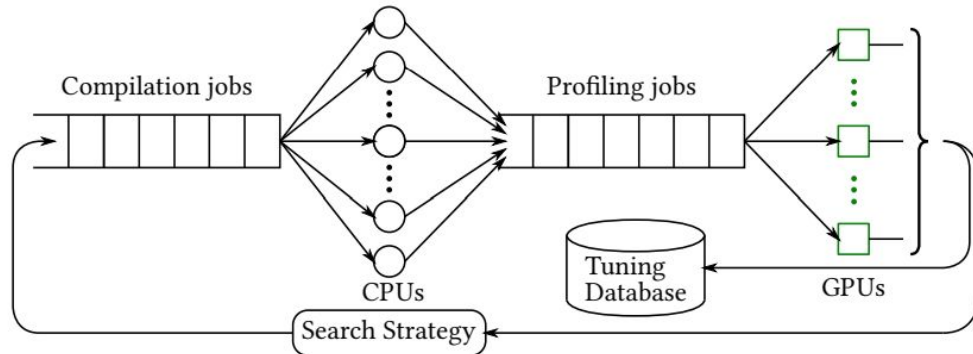 Compilation jobs
Profiling jobs
CPUs
Tuning
Database
GPUs
Search Strategy